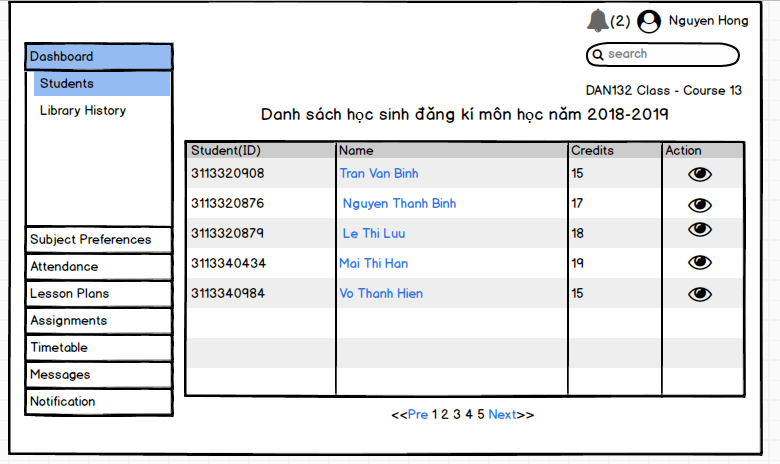 (2) Nguyen Hong
search
DAN132 Class - Course 13
Danh sách học sinh đăng kí môn học năm 2018-2019
Dashboard
Students
Library History
Subject Preferences
Attendance
Lesson Plans
Assignments
Timetable
Messages
Notification
Student(ID) Name Credits Action
3113320908 Tran Van Binh 15
3113320876 Nguyen Thanh Binh 17
3113320879 Le Thi Luu 18
3113340434 Mai Thi Han 19
3113340984 Vo Thanh Hien 15
<<Pre 1 2 3 4 5 Next>>